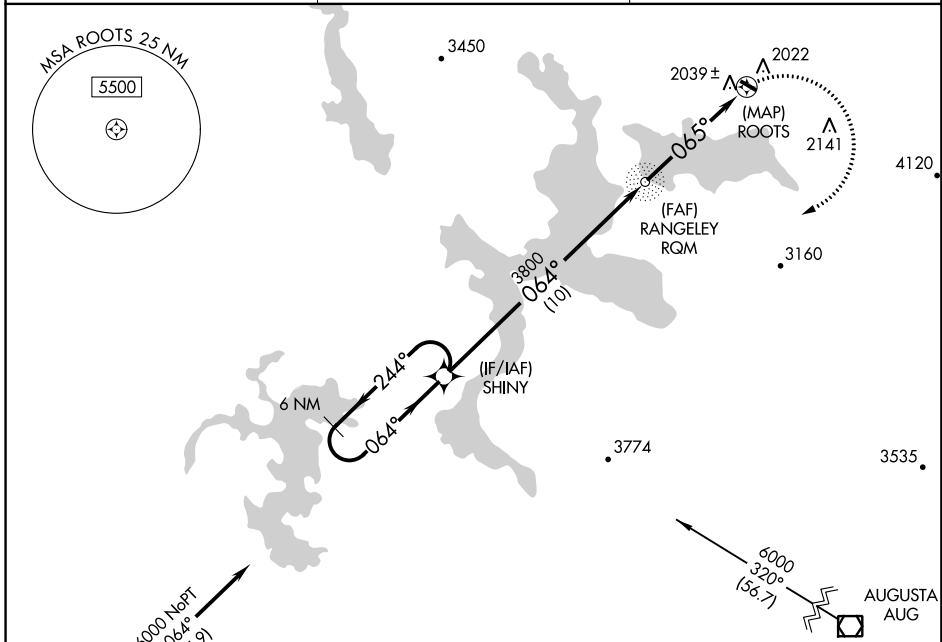 MSA ROOTS 25 NM
5500
3450
2039 ±
2022
(MAP)
ROOTS
2141
4120
065°
(FAF)
RANGELEY
RQM
3160
3800
064°
(10)
244°
(IF/IAF)
SHINY
6 NM
064°
3774
3535
6000
320°
(56.7)
AUGUSTA
AUG
6000 NoPT
064°